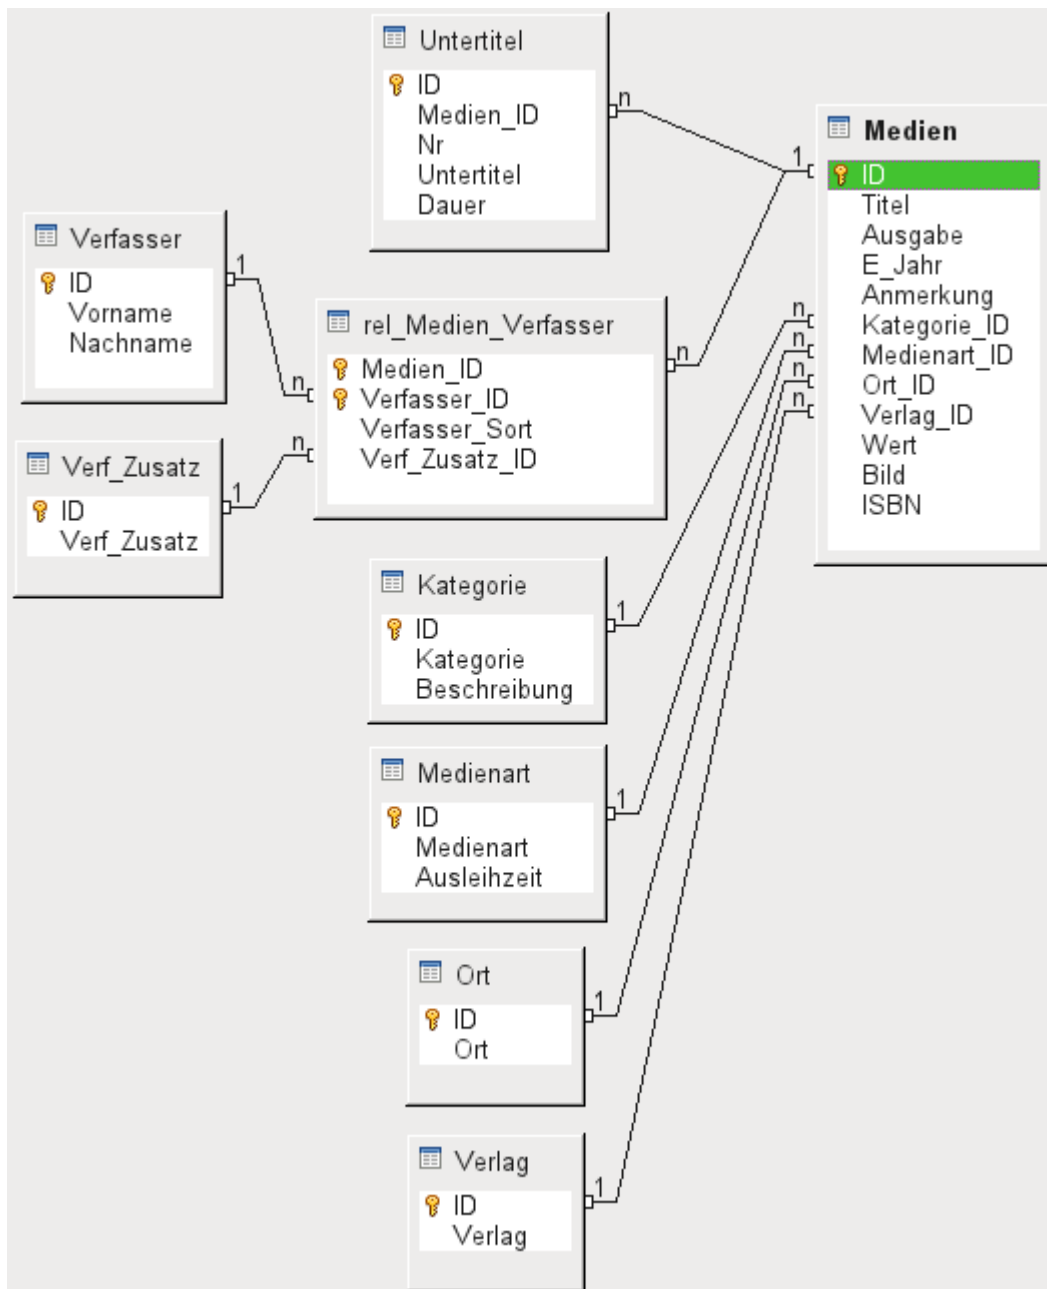 Untertitel
ID
Medien_ID
Nr
Untertitel
Dauer
n
1
Medien
ID
Titel
Ausgabe
E_Jahr
Anmerkung
Kategorie_ID
Medienart_ID
Ort_ID
Verlag_ID
Wert
Bild
ISBN
n
n
n
n
Verfasser
ID
Vorname
Nachname
1
rel_Medien_Verfasser
Medien_ID
Verfasser_ID
Verfasser_Sort
Verf_Zusatz_ID
n
n
n
Verf_Zusatz
ID
Verf_Zusatz
1
Kategorie
ID
Kategorie
Beschreibung
1
Medienart
ID
Medienart
Ausleihzeit
1
Ort
ID
Ort
1
Verlag
ID
Verlag
1